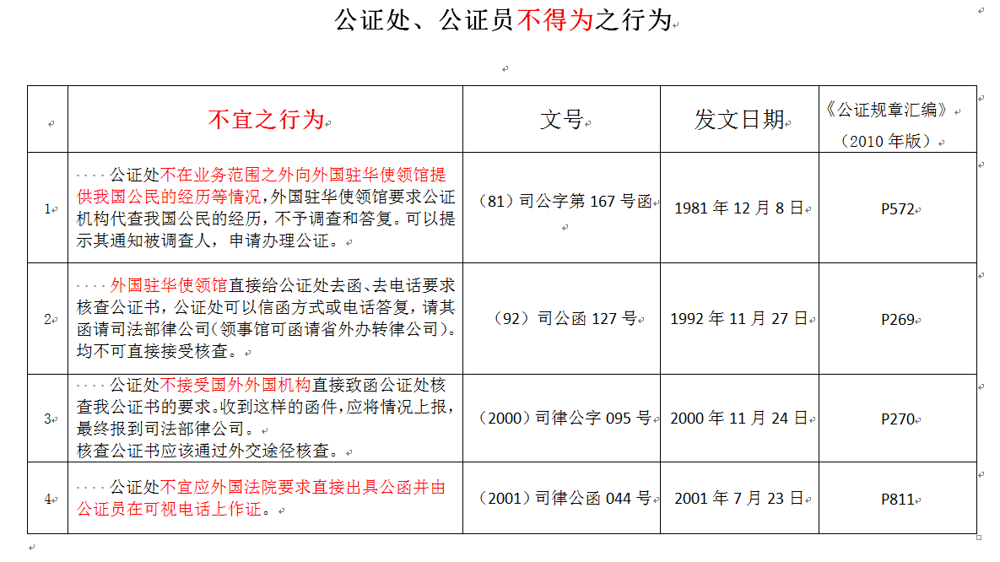 公证处、公证员不得为之行为
不宜之行为
文号
发文日期
《公证规章汇编》
（2010 年版）
1
公证处不在业务范围之外向外国驻华使领馆提
供我国公民的经历等情况，外国驻华使领馆要求公证
机构代查我国公民的经历，不予调查和答复。可以提
示其通知被调查人，申请办理公证。
（81）司公字第 167 号函
1981 年 12 月 8 日
P572
2
外国驻华使领馆直接给公证处去函、去电话要求
核查公证书，公证处可以信函方式或电话答复，请其
函请司法部律公司（领事馆可函请省外办转律公司）。
均不可直接接受核查。
（92）司公函 127 号
1992 年 11 月 27 日
P269
3
公证处不接受国外外国机构直接致函公证处核
查我公证书的要求。收到这样的函件，应将情况上报，
最终报到司法部律公司。
核查公证书应该通过外交途径核查。
（2000）司律公字 095 号
2000 年 11 月 24 日
P270
4
公证处不宜应外国法院要求直接出具公函并由
公证员在可视电话上作证。
（2001）司律公函 044 号
2001 年 7 月 23 日
P811